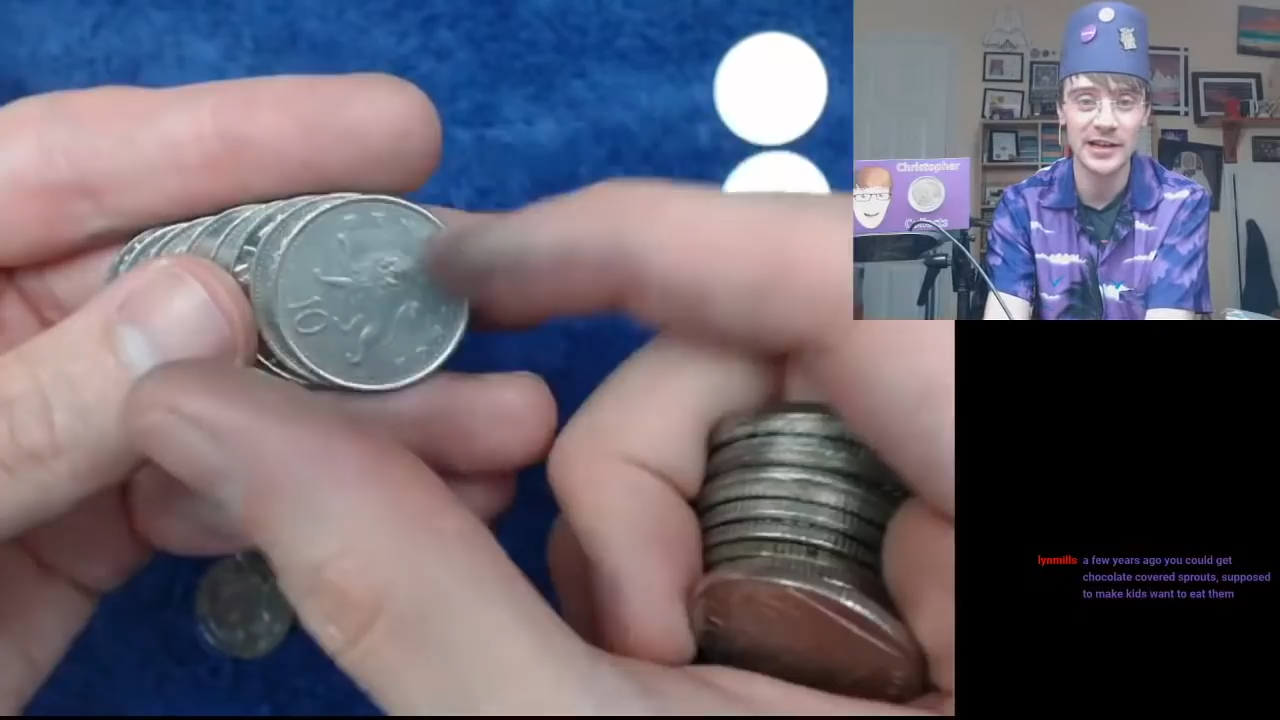 Christopher
Collects
10
lynmills a few years ago you could get
chocolate covered sprouts, supposed
to make kids want to eat them